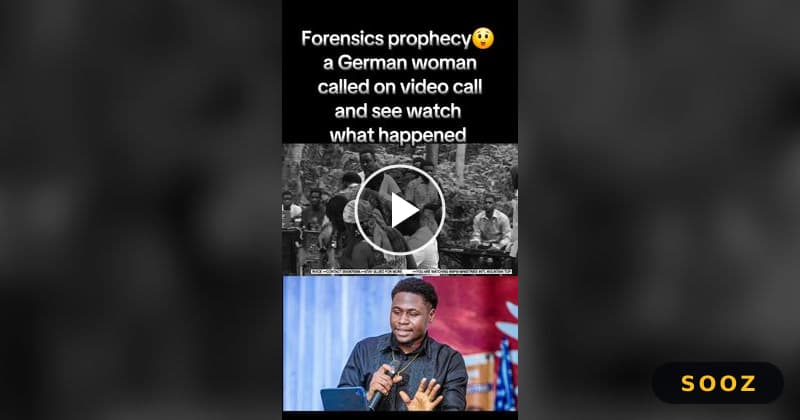 Forensics prophecy😲
a German woman
called on video call
and see watch
what happened
SOOZ